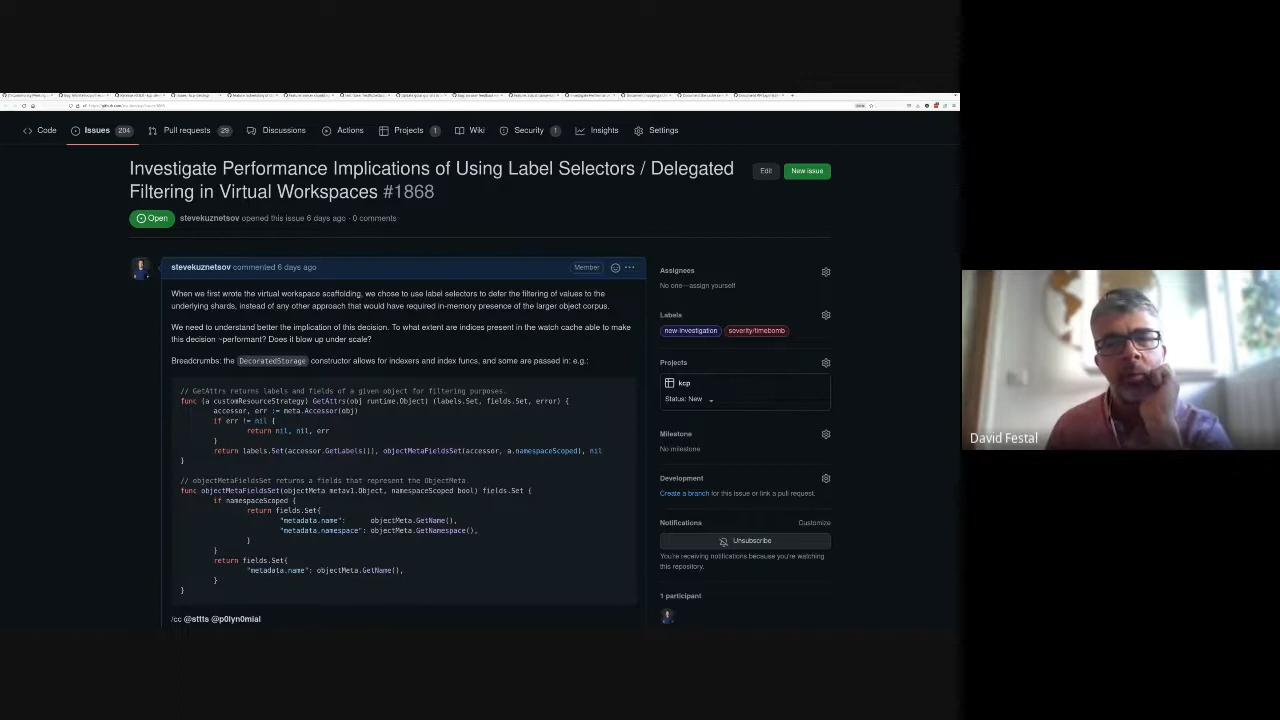 Code Issues 204 Pull requests 29 Discussions Actions Projects 1 Wiki Security 1 Insights Settings
Investigate Performance Implications of Using Label Selectors / Delegated
Filtering in Virtual Workspaces #1868
Edit New issue
Open stevekuznetsov opened this issue 6 days ago · 0 comments
stevekuznetsov commented 6 days ago Member
When we first wrote the virtual workspace scaffolding, we chose to use label selectors to defer the filtering of values to the
underlying shards, instead of any other approach that would have required in-memory presence of the larger object corpus.
We need to understand better the implication of this decision. To what extent are indices present in the watch cache able to make
this decision ~performant? Does it blow up under scale?
Breadcrumbs: the DecoratedStorage constructor allows for indexers and index funcs, and some are passed in: e.g.:
// GetAttrs returns labels and fields of a given object for filtering purposes.
func (a customResourceStrategy) GetAttrs(obj runtime.Object) (labels.Set, fields.Set, error) {
accessor, err := meta.Accessor(obj)
if err != nil {
return nil, nil, err
}
return labels.Set(accessor.GetLabels()), objectMetaFieldsSet(accessor, a.namespaceScoped), nil
}
// objectMetaFieldsSet returns a fields that represent the ObjectMeta.
func objectMetaFieldsSet(objectMeta metav1.Object, namespaceScoped bool) fields.Set {
if namespaceScoped {
return fields.Set{
"metadata.name": objectMeta.GetName(),
"metadata.namespace": objectMeta.GetNamespace(),
}
}
return fields.Set{
"metadata.name": objectMeta.GetName(),
}
}
/cc @sttts @p0lyn0mial
Assignees
No one—assign yourself
Labels
new-investigation severity/timebomb
Projects
kcp
Status: New
Milestone
No milestone
Development
Create a branch for this issue or link a pull request.
Notifications Customize
Unsubscribe
You're receiving notifications because you're watching
this repository.
1 participant
David Festal